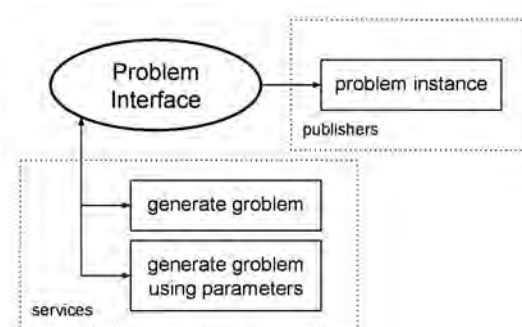 Problem
Interface
problem instance
publishers
generate groblem
generate groblem
using parameters
services